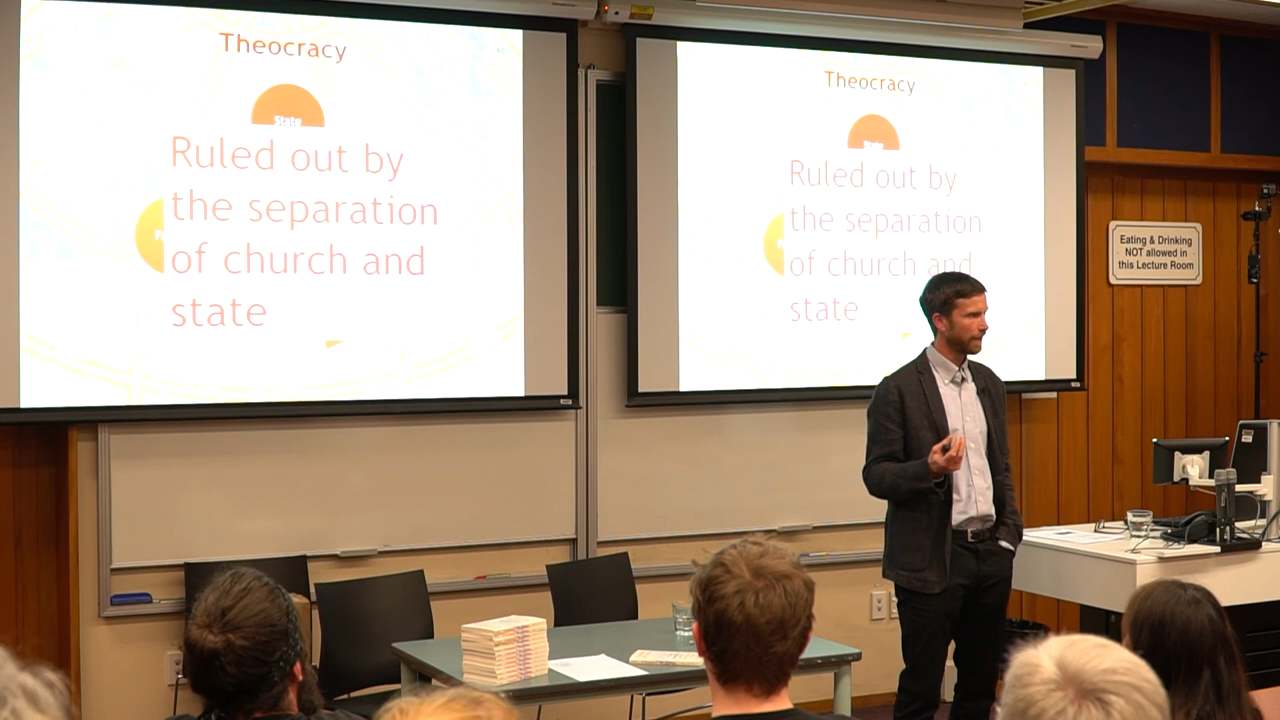 Theocracy
State
Ruled out by
the separation
of church and
state
Theocracy
State
Ruled out by
the separation
of church and
state
Eating & Drinking
NOT allowed in
this Lecture Room